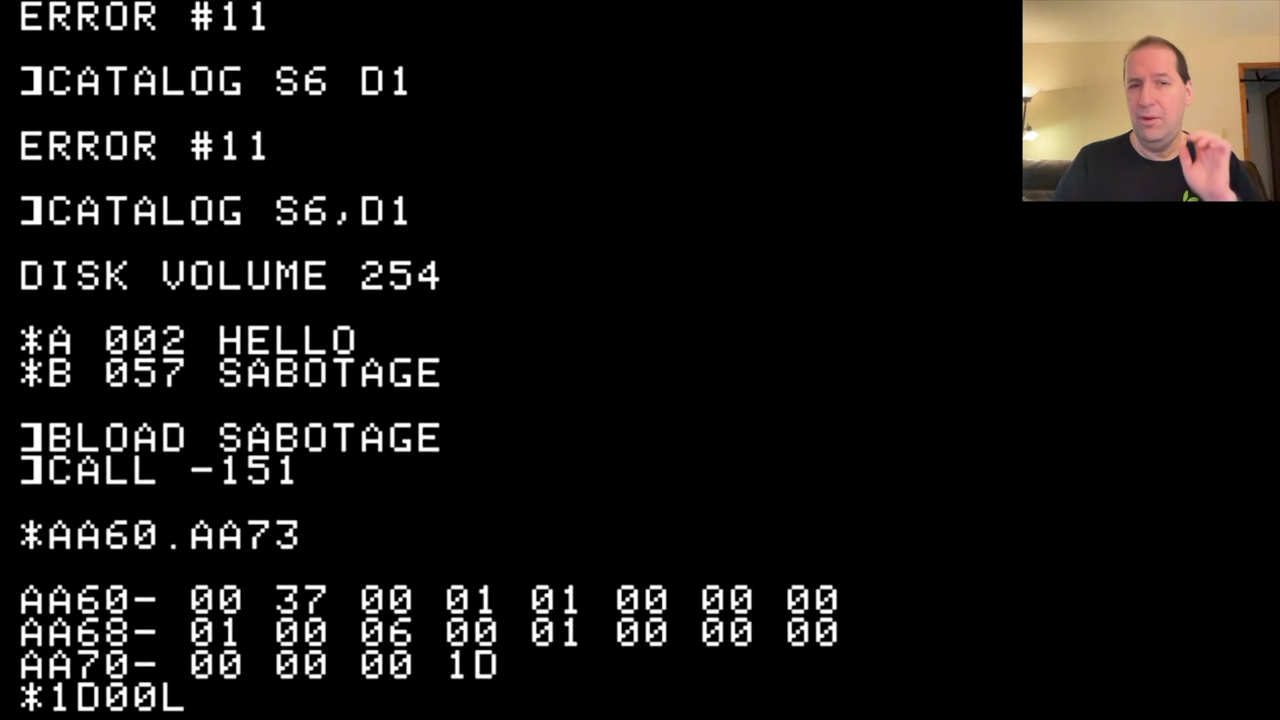 ERROR #11
]CATALOG S6 D1
ERROR #11
]CATALOG S6,D1
DISK VOLUME 254
*A 002 HELLO
*B 057 SABOTAGE
]BLOAD SABOTAGE
]CALL -151
*AA60.AA73
AA60- 00 37 00 01 01 00 00 00
AA68- 01 00 06 00 01 00 00 00
AA70- 00 00 00 1D
*1D00L